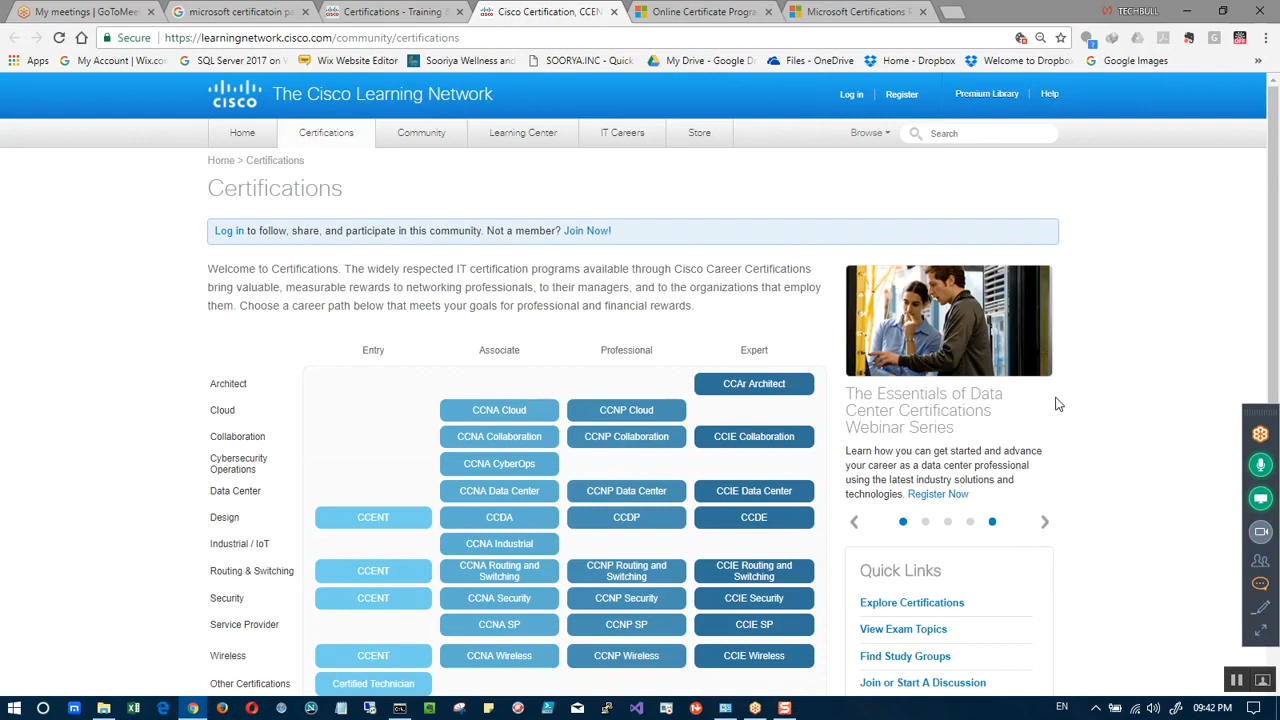 My meetings | GoToMee
microsoft certificatoin p
Certifications - Training &
Cisco Certification, CCEN
Online Certificate Progra
Microsoft Certifications
TECHBULL
Secure
https://learningnetwork.cisco.com/community/certifications
Apps
My Account | Wix.co
SQL Server 2017 on
Wix Website Editor
Sooriya Wellness and
SOORYA.INC - Quick
My Drive - Google D
Files - OneDrive
Home - Dropbox
Welcome to Dropbo
Google Images
CISCO
The Cisco Learning Network
Log in
Register
Premium Library
Help
Home
Certifications
Community
Learning Center
IT Careers
Store
Browse
Search
Home > Certifications
Certifications
Log in to follow, share, and participate in this community. Not a member? Join Now!
Welcome to Certifications. The widely respected IT certification programs available through Cisco Career Certifications
bring valuable, measurable rewards to networking professionals, to their managers, and to the organizations that employ
them. Choose a career path below that meets your goals for professional and financial rewards.
Entry
Associate
Professional
Expert
Architect
CCAr Architect
Cloud
CCNA Cloud
CCNP Cloud
Collaboration
CCNA Collaboration
CCNP Collaboration
CCIE Collaboration
Cybersecurity
Operations
CCNA CyberOps
Data Center
CCNA Data Center
CCNP Data Center
CCIE Data Center
Design
CCENT
CCDA
CCDP
CCDE
Industrial / IoT
CCNA Industrial
Routing & Switching
CCENT
CCNA Routing and
Switching
CCNP Routing and
Switching
CCIE Routing and
Switching
Security
CCENT
CCNA Security
CCNP Security
CCIE Security
Service Provider
CCNA SP
CCNP SP
CCIE SP
Wireless
CCENT
CCNA Wireless
CCNP Wireless
CCIE Wireless
Other Certifications
Certified Technician
The Essentials of Data
Center Certifications
Webinar Series
Learn how you can get started and advance
your career as a data center professional
using the latest industry solutions and
technologies. Register Now
Quick Links
Explore Certifications
View Exam Topics
Find Study Groups
Join or Start A Discussion
EN
09:42 PM